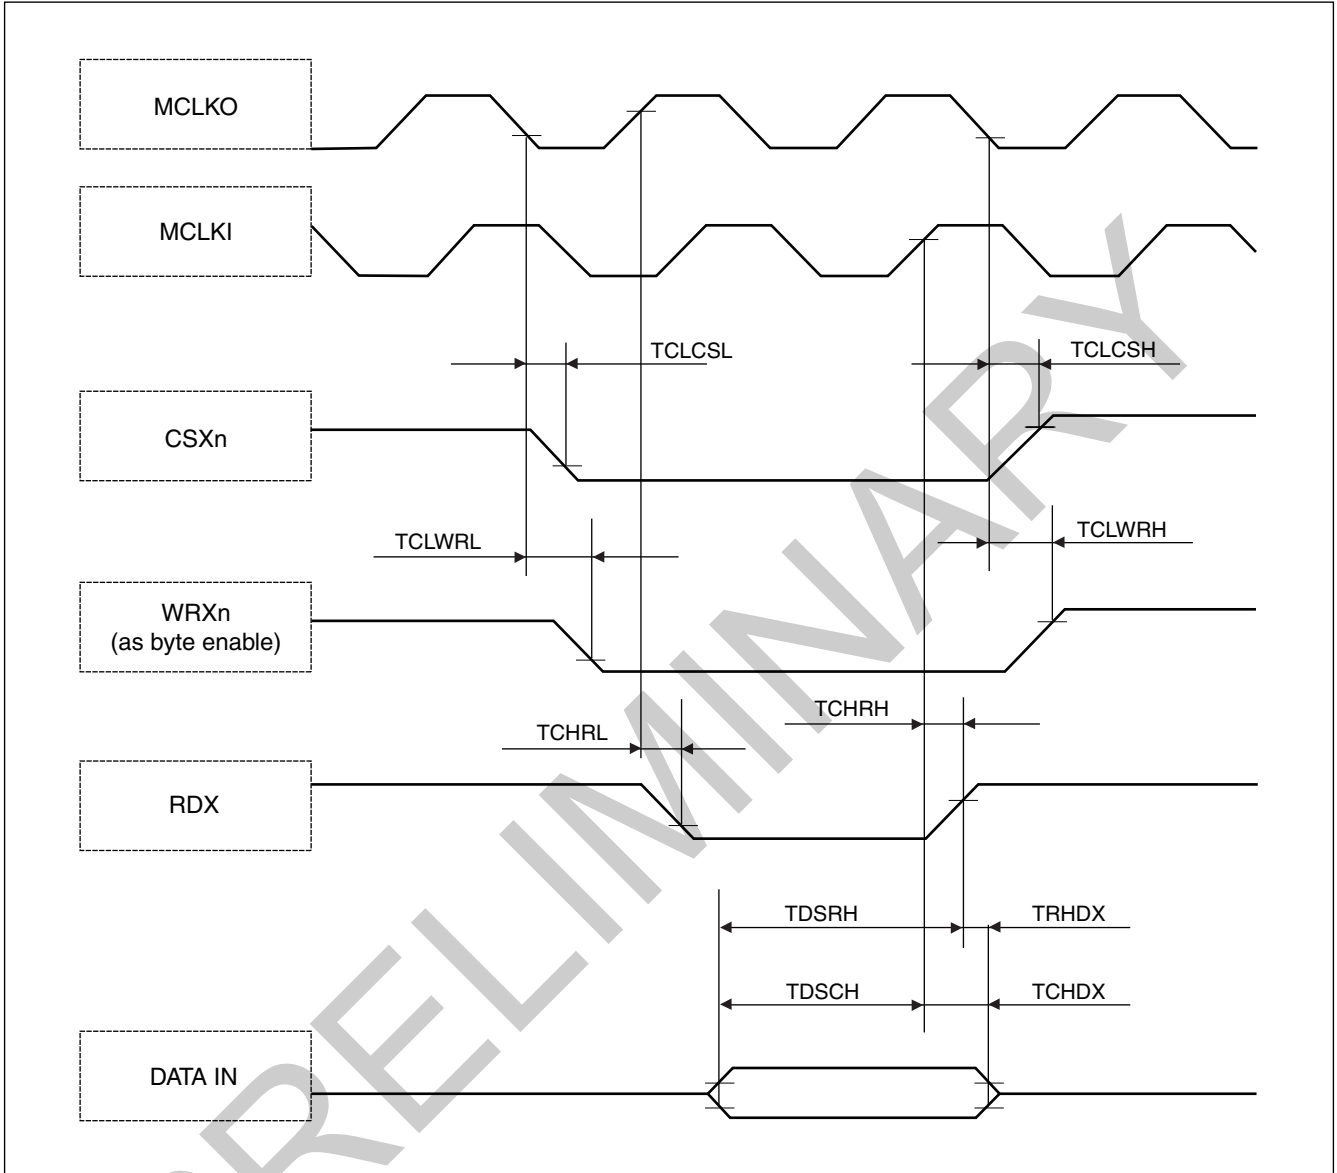 MCLKO
MCLKI
TCLCSL
TCLCSH
CSXn
TCLWRL
TCLWRH
WRXn
(as byte enable)
TCHRL
TCHRH
RDX
TDSRH
TRHDX
TDSCH
TCHDX
DATA IN
PRELIMINARY